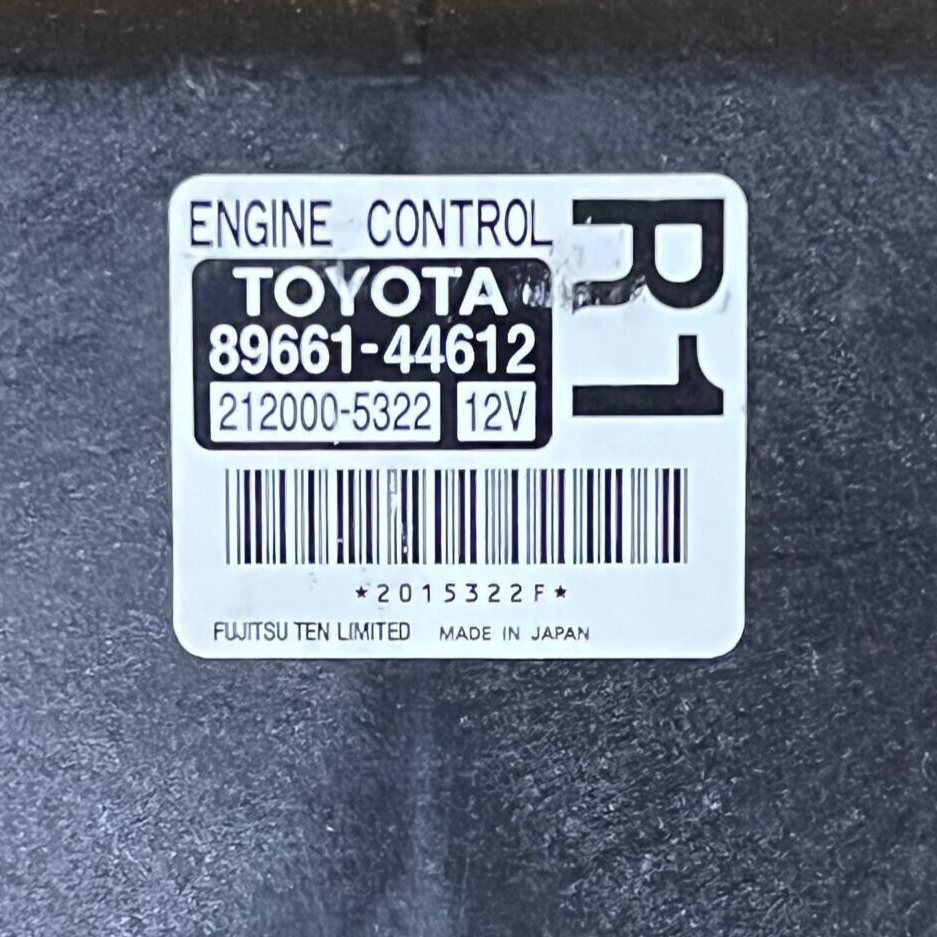 ENGINE CONTROL
TOYOTA
89661-44612
212000-5322 12V
R1
*2015322F*
FUJITSU TEN LIMITED MADE IN JAPAN